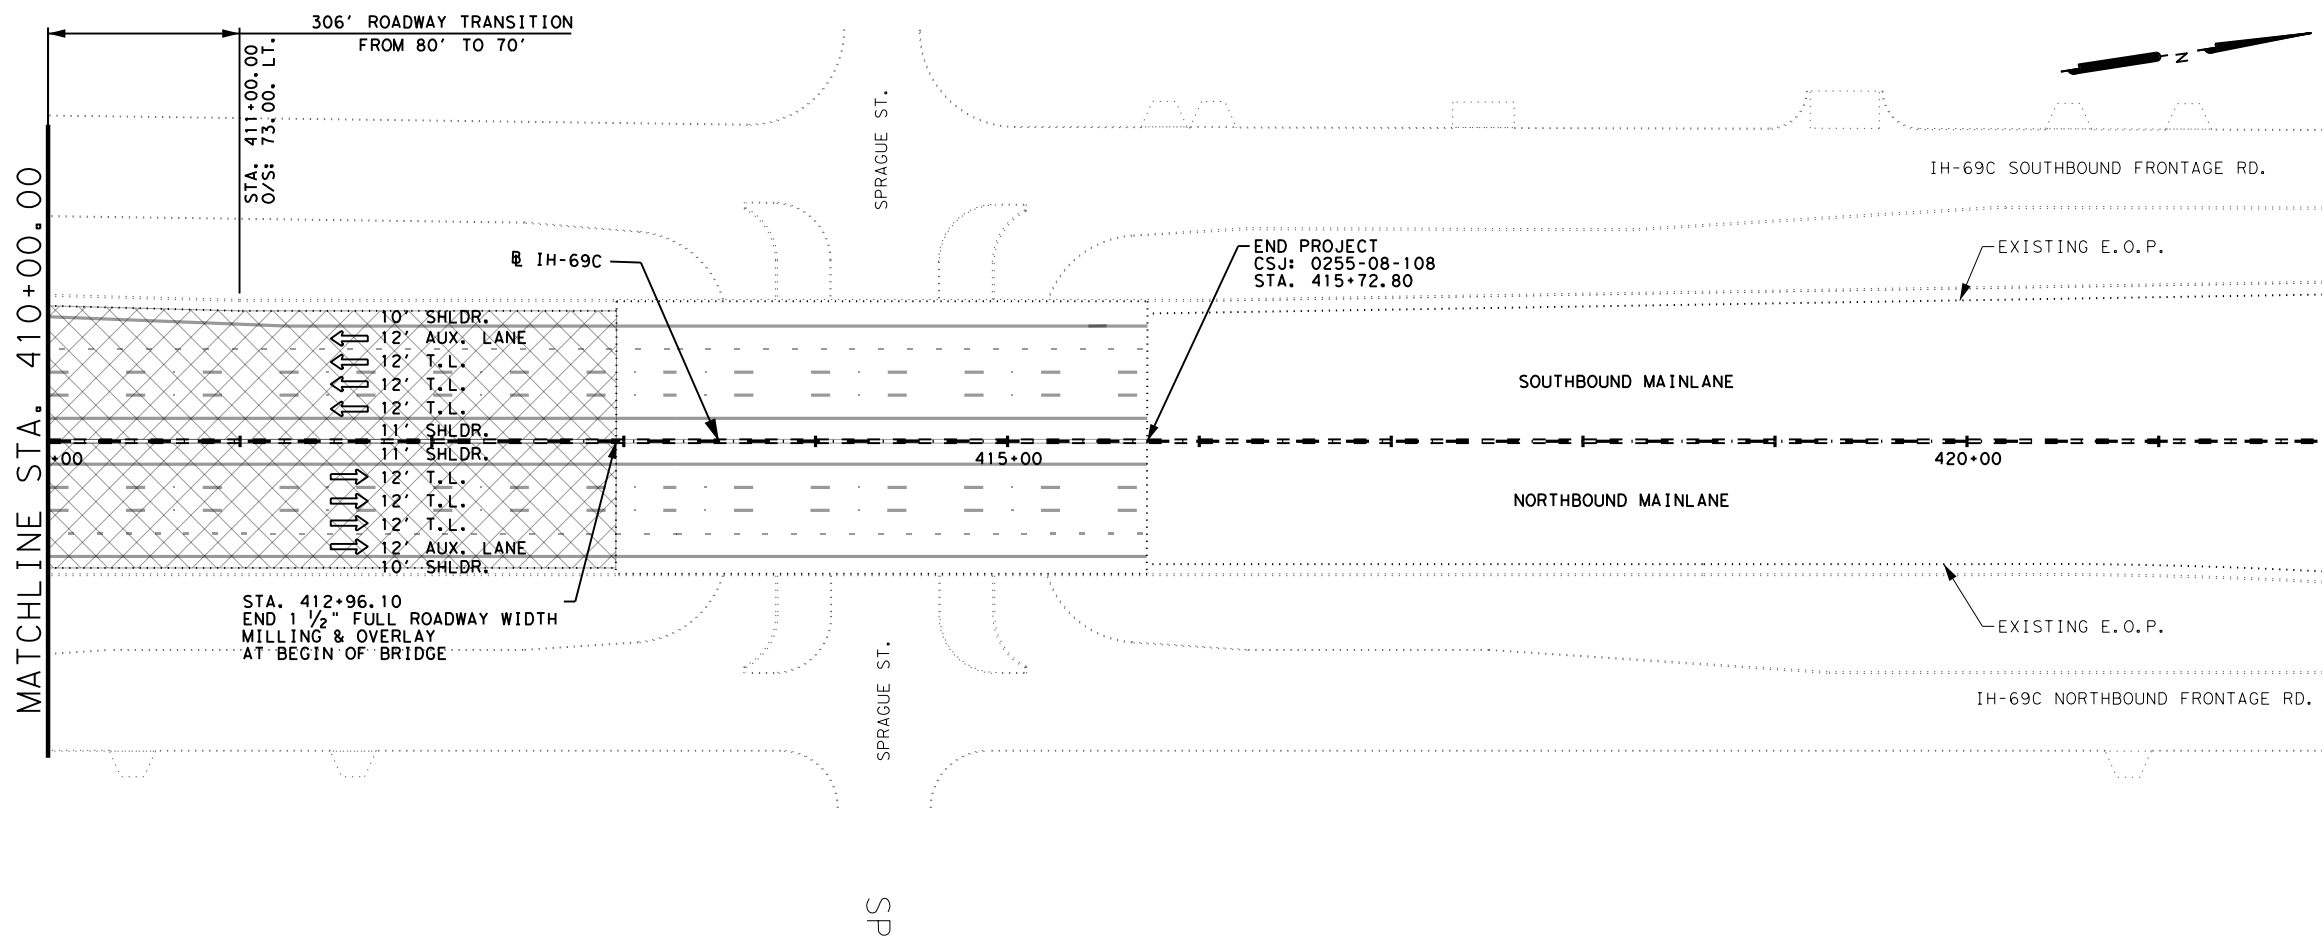 306' ROADWAY TRANSITION
FROM 80' TO 70'
STA: 411+00.00
O/S: 73.00. LT.
MATCHLINE STA. 410+00.00
SPRAGUE ST.
N
IH-69C SOUTHBOUND FRONTAGE RD.
℄ IH-69C
END PROJECT
CSJ: 0255-08-108
STA. 415+72.80
EXISTING E.O.P.
10' SHLDR.
12' AUX. LANE
12' T.L.
12' T.L.
12' T.L.
11' SHLDR.
11' SHLDR.
12' T.L.
12' T.L.
12' T.L.
12' AUX. LANE
10' SHLDR.
+00
415+00
420+00
SOUTHBOUND MAINLANE
NORTHBOUND MAINLANE
STA. 412+96.10
END 1 1/2" FULL ROADWAY WIDTH
MILLING & OVERLAY
AT BEGIN OF BRIDGE
EXISTING E.O.P.
SPRAGUE ST.
IH-69C NORTHBOUND FRONTAGE RD.
SP